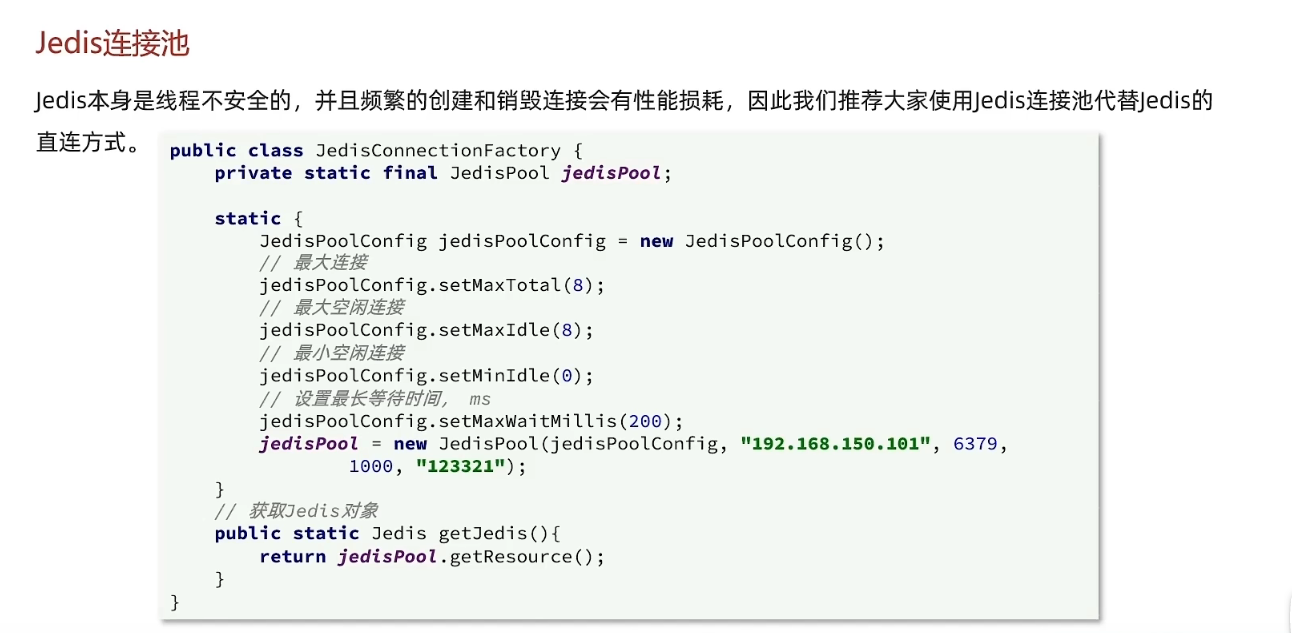 Jedis连接池
Jedis本身是线程不安全的，并且频繁的创建和销毁连接会有性能损耗，因此我们推荐大家使用Jedis连接池代替Jedis的
直连方式。
public class JedisConnectionFactory {
    private static final JedisPool jedisPool;

    static {
        JedisPoolConfig jedisPoolConfig = new JedisPoolConfig();
        // 最大连接
        jedisPoolConfig.setMaxTotal(8);
        // 最大空闲连接
        jedisPoolConfig.setMaxIdle(8);
        // 最小空闲连接
        jedisPoolConfig.setMinIdle(0);
        // 设置最长等待时间， ms
        jedisPoolConfig.setMaxWaitMillis(200);
        jedisPool = new JedisPool(jedisPoolConfig, "192.168.150.101", 6379,
                1000, "123321");
    }
    // 获取Jedis对象
    public static Jedis getJedis(){
        return jedisPool.getResource();
    }
}